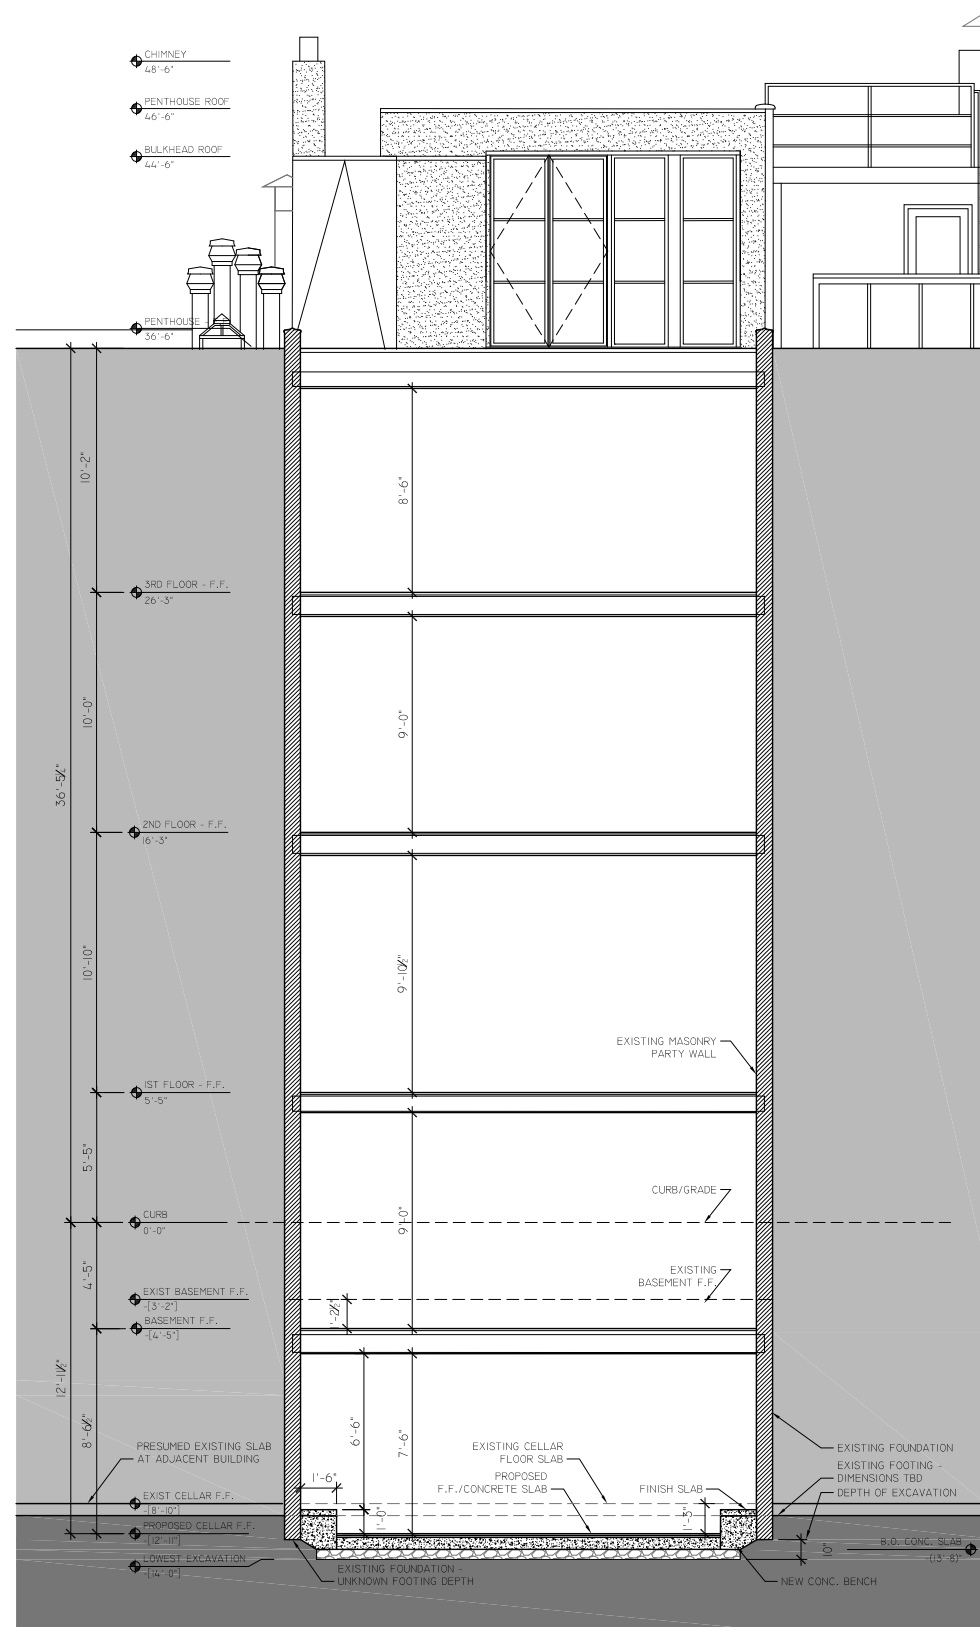 CHIMNEY
48'-6"
PENTHOUSE ROOF
46'-6"
BULKHEAD ROOF
44'-6"
PENTHOUSE -
36'-6"
10'-2"
8'-6"
3RD FLOOR - F.F.
26'-3"
10'-0"
9'-0"
36'-5¼"
2ND FLOOR - F.F.
16'-3"
10'-10"
9'-10½"
EXISTING MASONRY
PARTY WALL
1ST FLOOR - F.F.
5'-5"
5'-5"
CURB/GRADE
CURB
0'-0"
9'-0"
4'-5"
EXISTING
BASEMENT F.F.
EXIST BASEMENT F.F.
-[3'-2"]
1'-2½"
BASEMENT F.F.
-[4'-5"]
12'-11½"
8'-6½"
6'-6"
7'-6"
PRESUMED EXISTING SLAB
AT ADJACENT BUILDING
EXISTING CELLAR
FLOOR SLAB
PROPOSED
F.F./CONCRETE SLAB
FINISH SLAB
EXISTING FOUNDATION
EXISTING FOOTING -
DIMENSIONS TBD
DEPTH OF EXCAVATION
1'-6"
EXIST CELLAR F.F.
-[8'-10"]
1'-0"
1'-3"
PROPOSED CELLAR F.F.
-[12'-11"]
LOWEST EXCAVATION
-[14' 0"]
10"
B.O. CONC. SLAB
-(13'-8)"
EXISTING FOUNDATION -
UNKNOWN FOOTING DEPTH
NEW CONC. BENCH